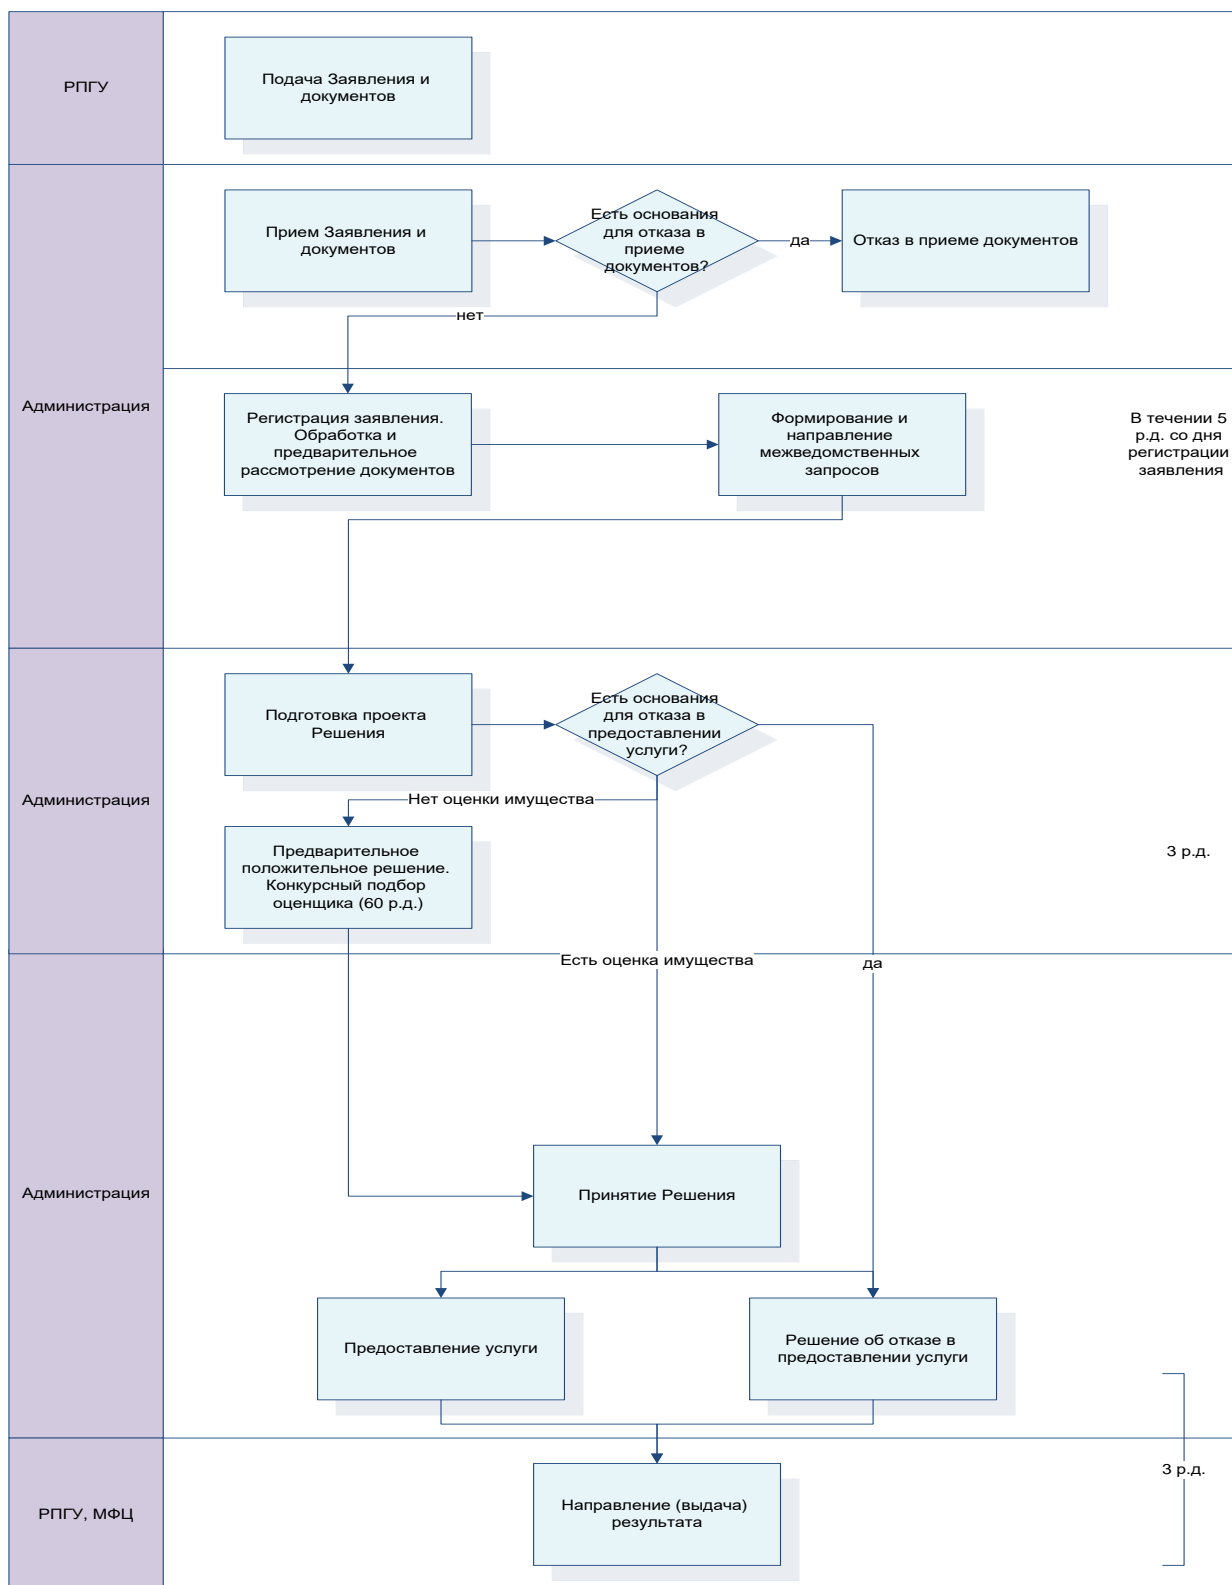 РПГУ
Подача Заявления и
документов
Администрация
Прием Заявления и
документов
Есть основания
для отказа в
приеме
документов?
да
Отказ в приеме документов
нет
Регистрация заявления.
Обработка и
предварительное
рассмотрение документов
Формирование и
направление
межведомственных
запросов
В течении 5
р.д. со дня
регистрации
заявления
Администрация
Подготовка проекта
Решения
Есть основания
для отказа в
предоставлении
услуги?
Нет оценки имущества
Предварительное
положительное решение.
Конкурсный подбор
оценщика (60 р.д.)
3 р.д.
Есть оценка имущества
да
Администрация
Принятие Решения
Предоставление услуги
Решение об отказе в
предоставлении услуги
3 р.д.
РПГУ, МФЦ
Направление (выдача)
результата